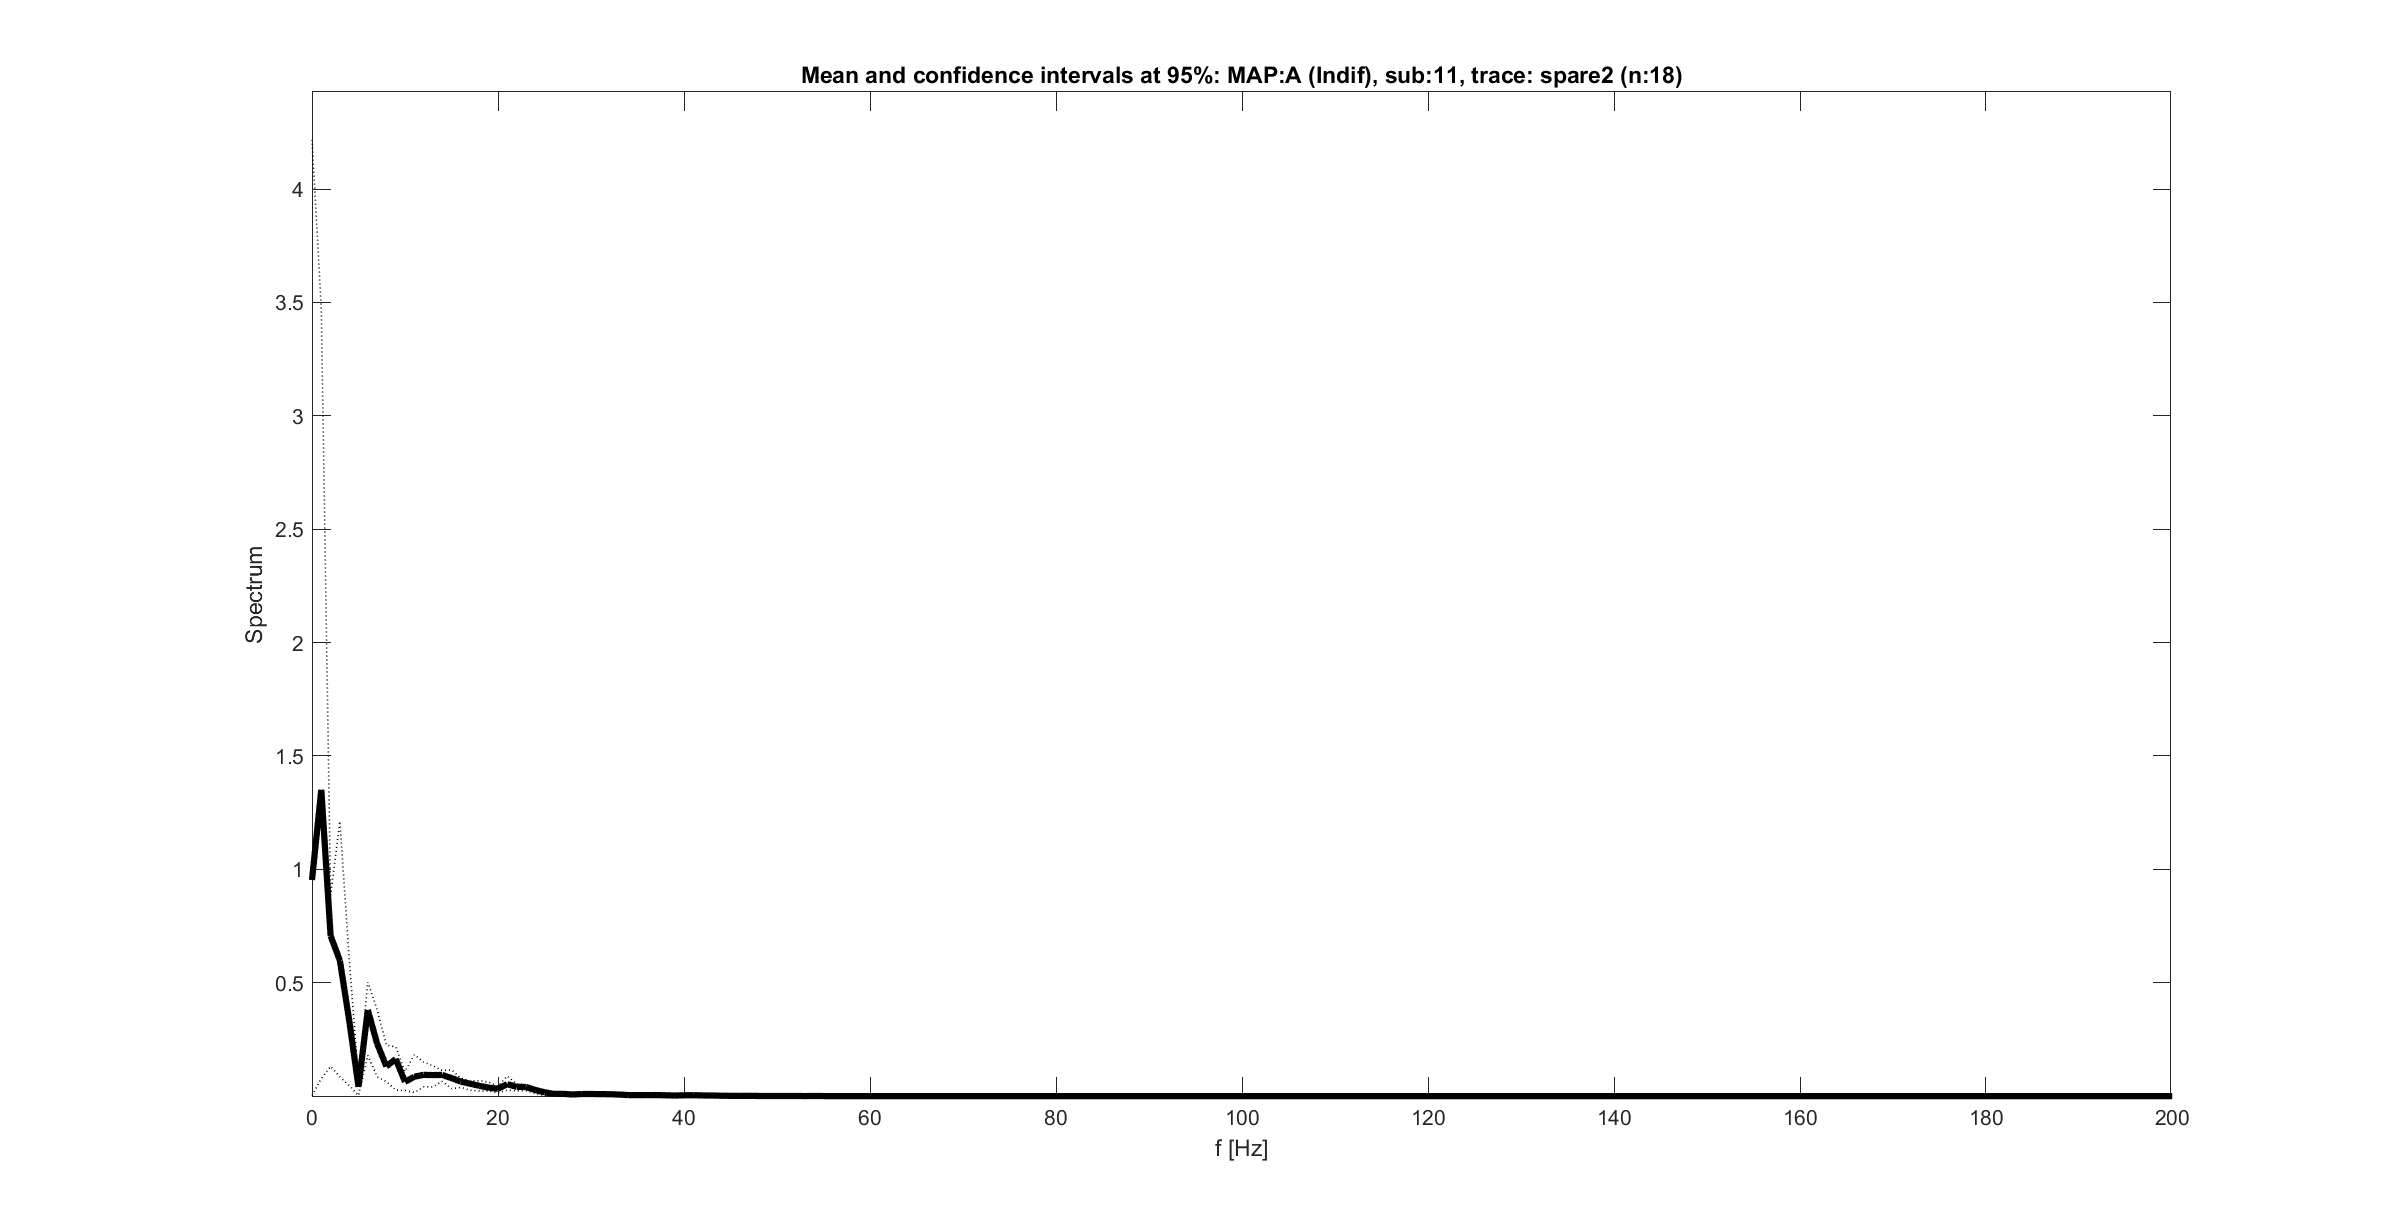 Mean and confidence intervals at 95%: MAP:A (Indif), sub:11, trace: spare2 (n:18)
4
3.5
3
2.5
2
1.5
1
0.5
Spectrum
0 20 40 60 80 100 120 140 160 180 200
f [Hz]